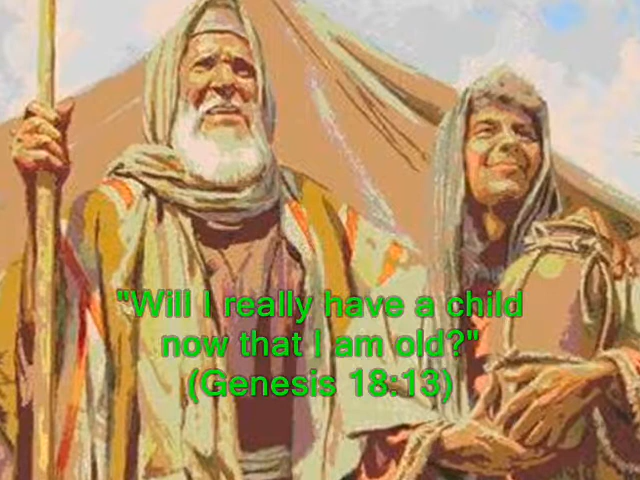 "Will I really have a child
now that I am old?"
(Genesis 18:13)